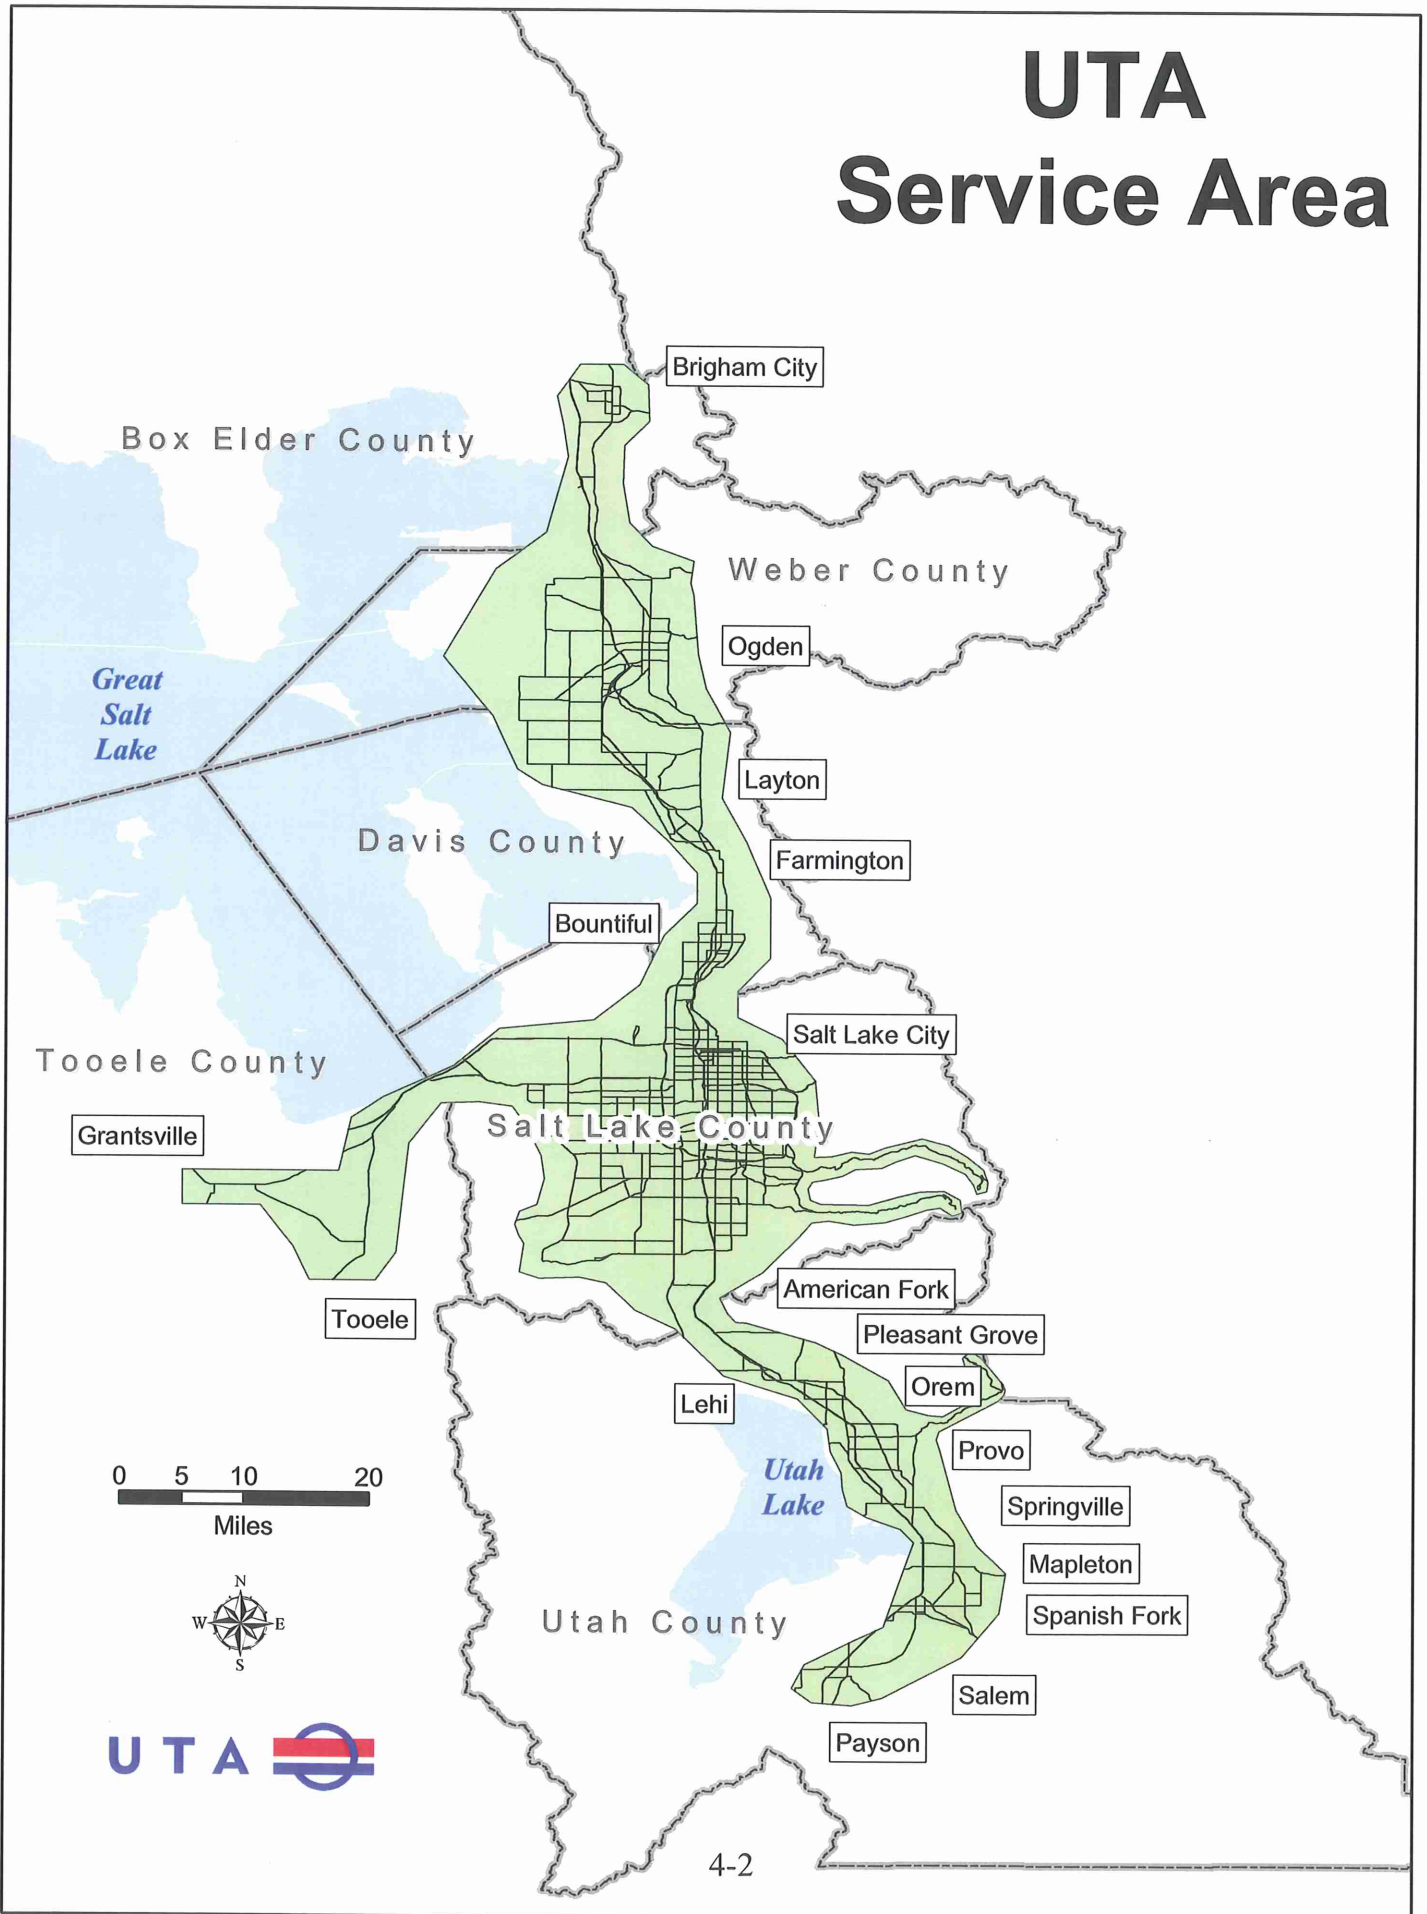 UTA
Service Area
Brigham City
Box Elder County
Weber County
Ogden
Great
Salt
Lake
Layton
Davis County
Farmington
Bountiful
Salt Lake City
Tooele County
Salt Lake County
Grantsville
American Fork
Tooele
Pleasant Grove
Orem
Lehi
Provo
Utah
Lake
0 5 10 20
Miles
Springville
Mapleton
N
W E
S
Spanish Fork
Utah County
Salem
Payson
UTA
4-2